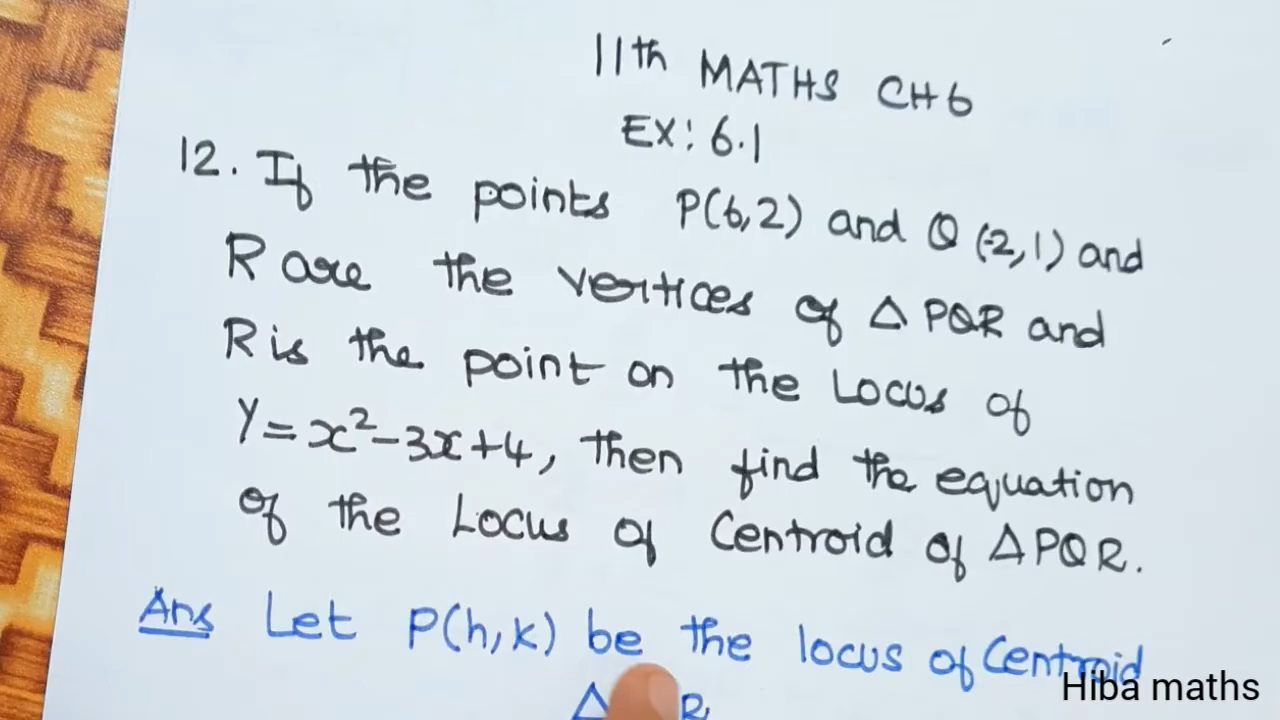 11th MATHS CH 6
EX: 6.1
12. If the points P(6,2) and Q (-2,1) and
R are the vertices of Δ PQR and
R is the point on the Locus of
Y=x²-3x+4, then find the equation
of the Locus of Centroid of Δ PQR.
Ans Let P(h,k) be the locus of Centroid
Δ R
Hiba maths